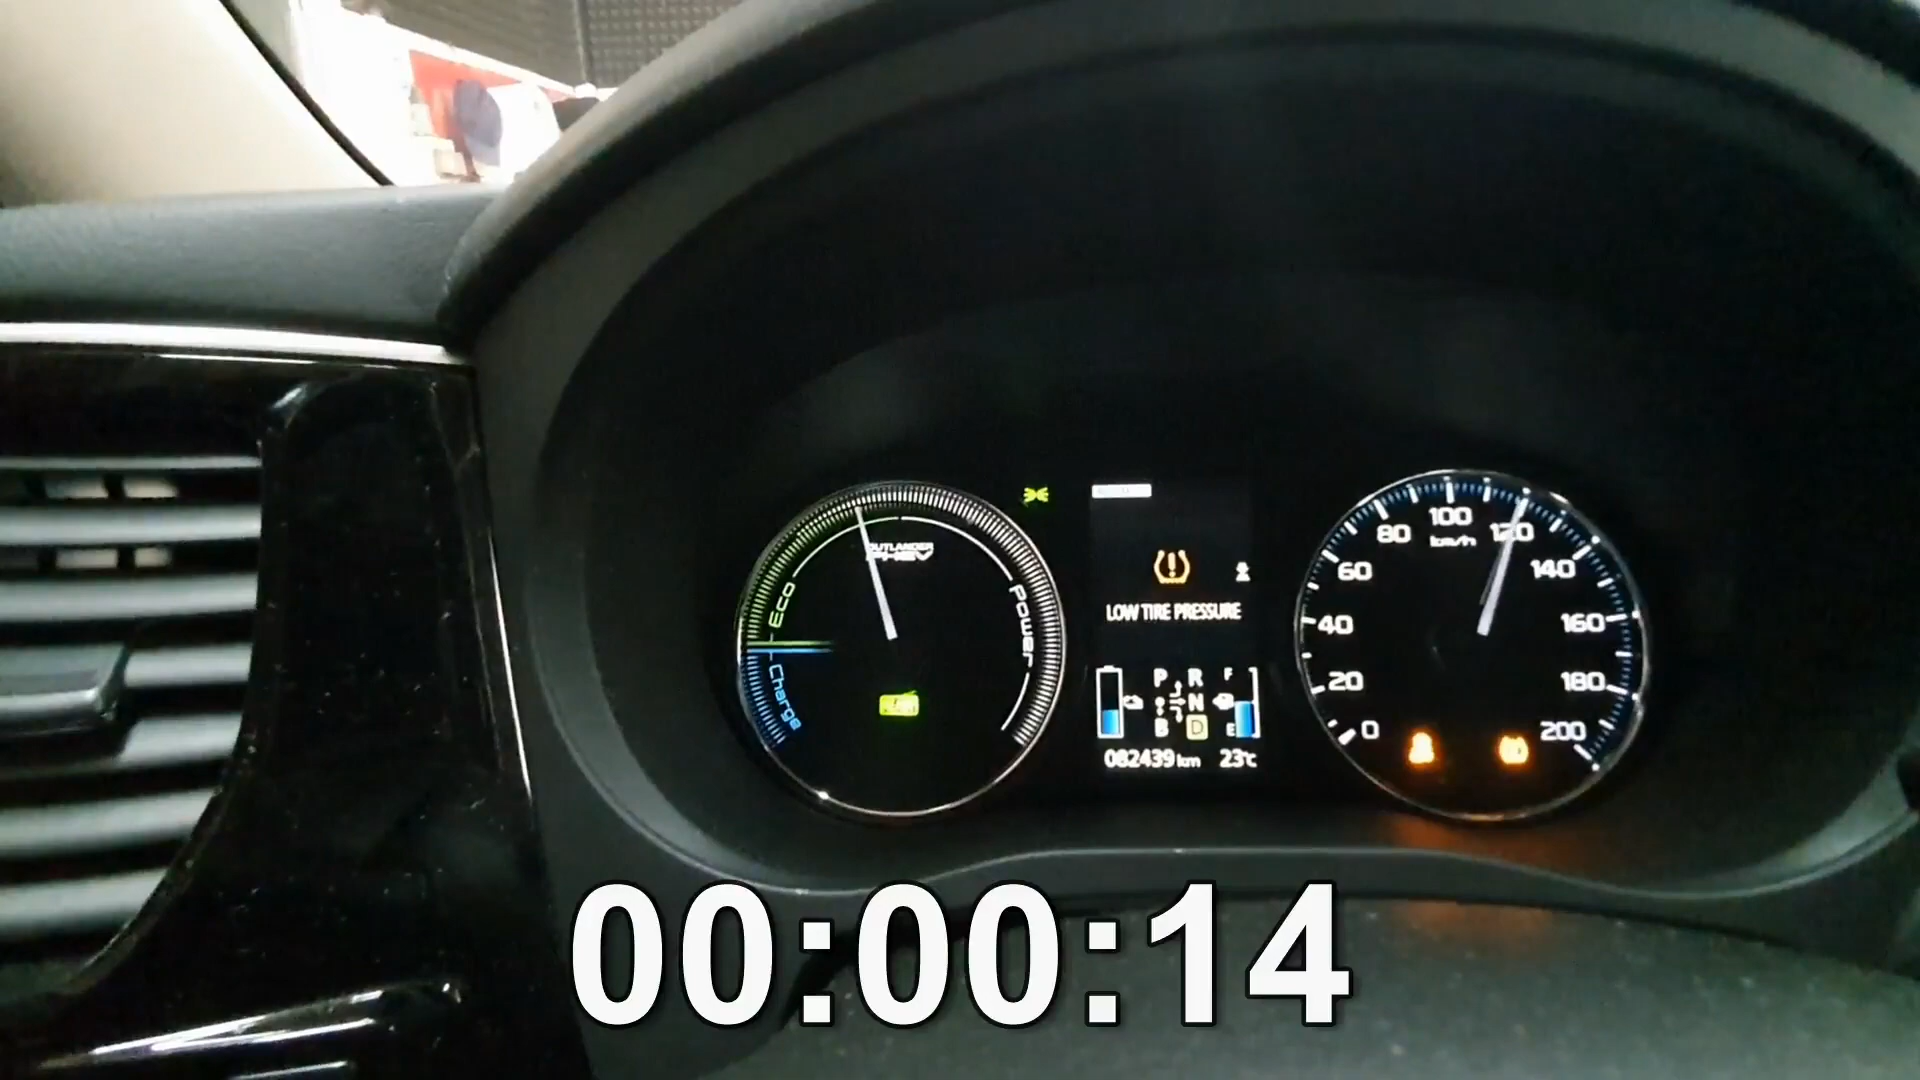 OUTLANDER
PHEV
Eco
Charge
Power
LOW TIRE PRESSURE
P R
N
B D
F
E
082439 km 23℃
0
20
40
60
80
100
120
140
160
180
200
km/h
00:00:14